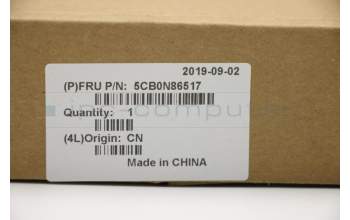 2019-09-02
(P)FRU P/N: 5CB0N86517
Quantity: 1
(4L)Origin: CN
Made in CHINA